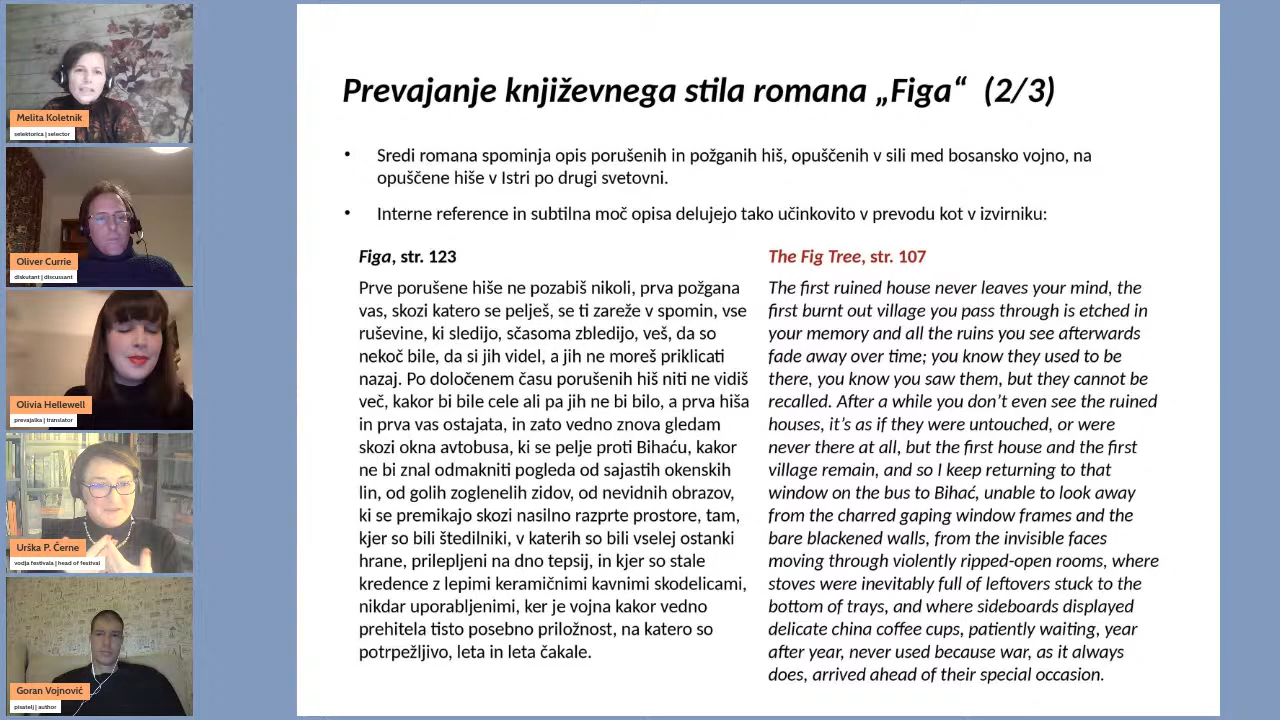 Melita Koletnik
selektorica | selector
Oliver Currie
diskutant | discussant
Olivia Hellewell
prevajalka | translator
Urška P. Černe
vodja festivala | head of festival
Goran Vojnović
pisatelj | author
Prevajanje književnega stila romana „Figa“ (2/3)
• Sredi romana spominja opis porušenih in požganih hiš, opuščenih v sili med bosansko vojno, na
opuščene hiše v Istri po drugi svetovni.
• Interne reference in subtilna moč opisa delujejo tako učinkovito v prevodu kot v izvirniku:
Figa, str. 123
Prve porušene hiše ne pozabiš nikoli, prva požgana
vas, skozi katero se pelješ, se ti zareže v spomin, vse
ruševine, ki sledijo, sčasoma zbledijo, veš, da so
nekoč bile, da si jih videl, a jih ne moreš priklicati
nazaj. Po določenem času porušenih hiš niti ne vidiš
več, kakor bi bile cele ali pa jih ne bi bilo, a prva hiša
in prva vas ostajata, in zato vedno znova gledam
skozi okna avtobusa, ki se pelje proti Bihaću, kakor
ne bi znal odmakniti pogleda od sajastih okenskih
lin, od golih zoglenelih zidov, od nevidnih obrazov,
ki se premikajo skozi nasilno razprte prostore, tam,
kjer so bili štedilniki, v katerih so bili vselej ostanki
hrane, prilepljeni na dno tepsij, in kjer so stale
kredence z lepimi keramičnimi kavnimi skodelicami,
nikdar uporabljenimi, ker je vojna kakor vedno
prehitela tisto posebno priložnost, na katero so
potrpežljivo, leta in leta čakale.
The Fig Tree, str. 107
The first ruined house never leaves your mind, the
first burnt out village you pass through is etched in
your memory and all the ruins you see afterwards
fade away over time; you know they used to be
there, you know you saw them, but they cannot be
recalled. After a while you don’t even see the ruined
houses, it’s as if they were untouched, or were
never there at all, but the first house and the first
village remain, and so I keep returning to that
window on the bus to Bihać, unable to look away
from the charred gaping window frames and the
bare blackened walls, from the invisible faces
moving through violently ripped-open rooms, where
stoves were inevitably full of leftovers stuck to the
bottom of trays, and where sideboards displayed
delicate china coffee cups, patiently waiting, year
after year, never used because war, as it always
does, arrived ahead of their special occasion.